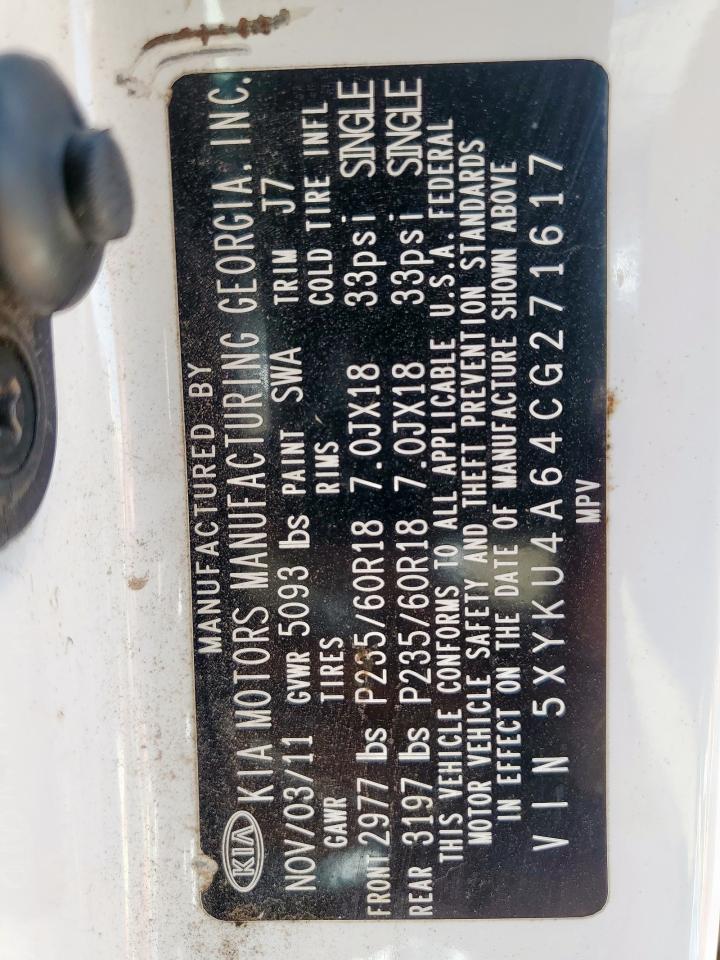 MANUFACTURED BY
KIA KIA MOTORS MANUFACTURING GEORGIA, INC.
NOV/03/11 GVWR 5093 lbs PAINT SWA TRIM J7
GAWR TIRES RIMS COLD TIRE INFL
FRONT 2977 lbs P235/60R18 7.0JX18 33psi SINGLE
REAR 3197 lbs P235/60R18 7.0JX18 33psi SINGLE
THIS VEHICLE CONFORMS TO ALL APPLICABLE U.S.A. FEDERAL
MOTOR VEHICLE SAFETY AND THEFT PREVENTION STANDARDS
IN EFFECT ON THE DATE OF MANUFACTURE SHOWN ABOVE
VIN 5XYKU4A64CG271617
MPV